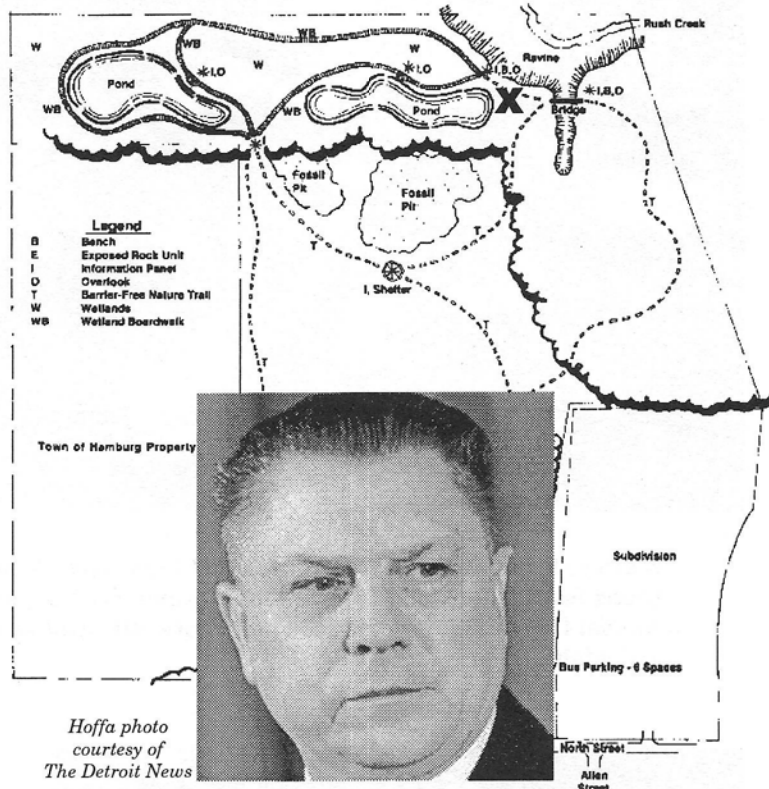 Rush Creek
Ravine
W
WB
WB
W
I,O
I,O
I,B,O
I,B,O
Pond
X
W
WB
WB
Pond
Bridge
Fossil
Pit
Fossil
Pit
T
T
T
I, Shelter
T
T
Legend
B Bench
E Exposed Rock Unit
I Information Panel
O Overlook
T Barrier-Free Nature Trail
W Wetlands
WB Wetland Boardwalk
Town of Hamburg Property
Subdivision
Bus Parking - 6 Spaces
Hoffa photo
courtesy of
The Detroit News
North Street
Allen
Street